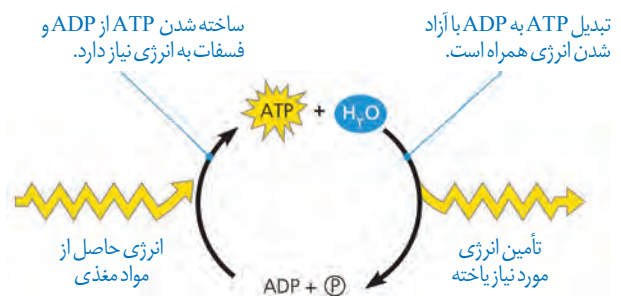 تبدیل ATP به ADP با آزاد
شدن انرژی همراه است.
ساخته شدن ATP از ADP و
فسفات به انرژی نیاز دارد.
ATP + H۲O
انرژی حاصل از
مواد مغذی
تأمین انرژی
مورد نیاز یاخته
ADP + P